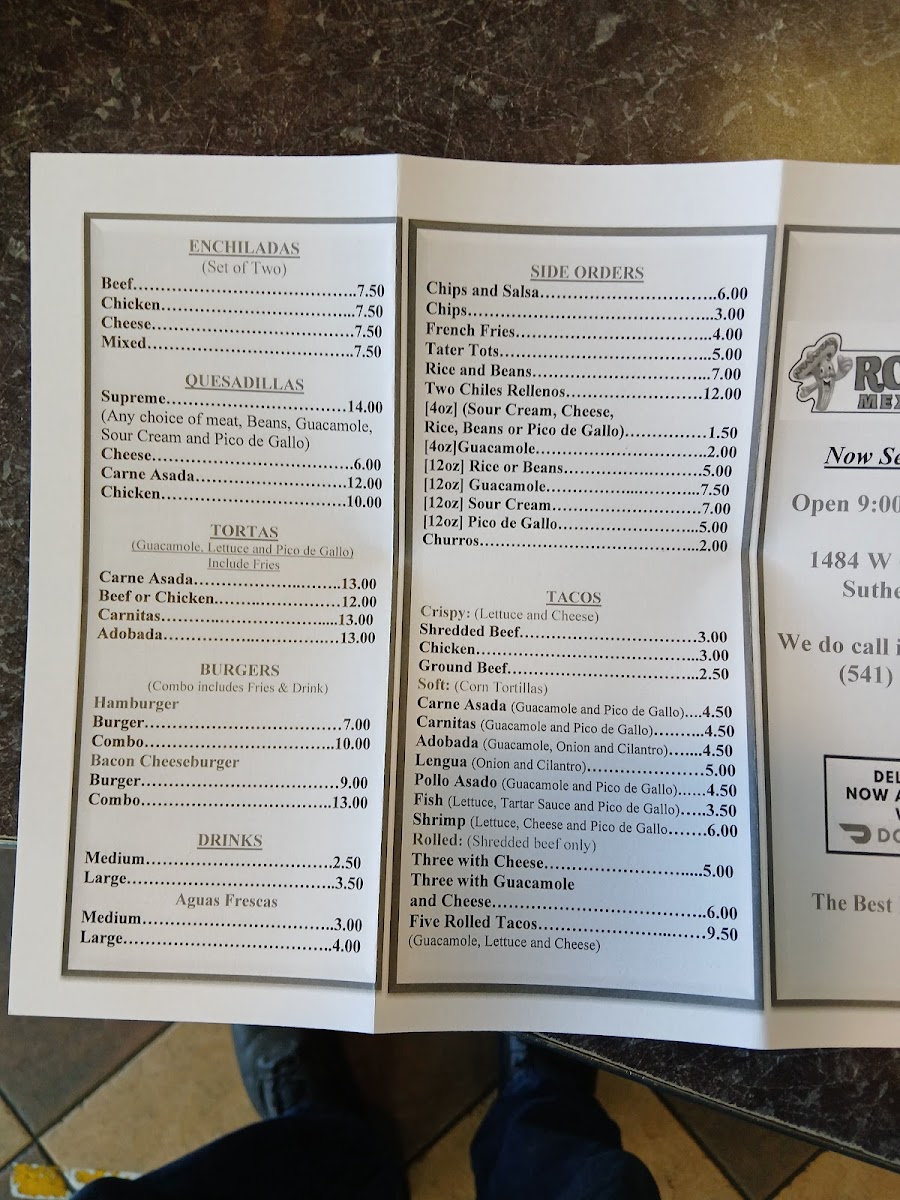 ENCHILADAS
(Set of Two)
Beef.......................................7.50
Chicken....................................7.50
Cheese.....................................7.50
Mixed......................................7.50
QUESADILLAS
Supreme....................................14.00
(Any choice of meat, Beans, Guacamole,
Sour Cream and Pico de Gallo)
Cheese.....................................6.00
Carne Asada................................12.00
Chicken....................................10.00
TORTAS
(Guacamole, Lettuce and Pico de Gallo)
Include Fries
Carne Asada................................13.00
Beef or Chicken............................12.00
Carnitas...................................13.00
Adobada....................................13.00
BURGERS
(Combo includes Fries & Drink)
Hamburger
Burger.....................................7.00
Combo......................................10.00
Bacon Cheeseburger
Burger.....................................9.00
Combo......................................13.00
DRINKS
Medium.....................................2.50
Large......................................3.50
Aguas Frescas
Medium.....................................3.00
Large......................................4.00
SIDE ORDERS
Chips and Salsa............................6.00
Chips......................................3.00
French Fries...............................4.00
Tater Tots.................................5.00
Rice and Beans.............................7.00
Two Chiles Rellenos........................12.00
[4oz] (Sour Cream, Cheese,
Rice, Beans or Pico de Gallo)..............1.50
[4oz]Guacamole.............................2.00
[12oz] Rice or Beans.......................5.00
[12oz] Guacamole...........................7.50
[12oz] Sour Cream..........................7.00
[12oz] Pico de Gallo.......................5.00
Churros....................................2.00
TACOS
Crispy: (Lettuce and Cheese)
Shredded Beef..............................3.00
Chicken....................................3.00
Ground Beef................................2.50
Soft: (Corn Tortillas)
Carne Asada (Guacamole and Pico de Gallo)....4.50
Carnitas (Guacamole and Pico de Gallo).........4.50
Adobada (Guacamole, Onion and Cilantro).......4.50
Lengua (Onion and Cilantro)................5.00
Pollo Asado (Guacamole and Pico de Gallo)......4.50
Fish (Lettuce, Tartar Sauce and Pico de Gallo).....3.50
Shrimp (Lettuce, Cheese and Pico de Gallo.......6.00
Rolled: (Shredded beef only)
Three with Cheese..........................5.00
Three with Guacamole
and Cheese.................................6.00
Five Rolled Tacos..........................9.50
(Guacamole, Lettuce and Cheese)
RO
MEX
Now Se
Open 9:00
1484 W
Suthe
We do call i
(541)
DEL
NOW A
DO
The Best